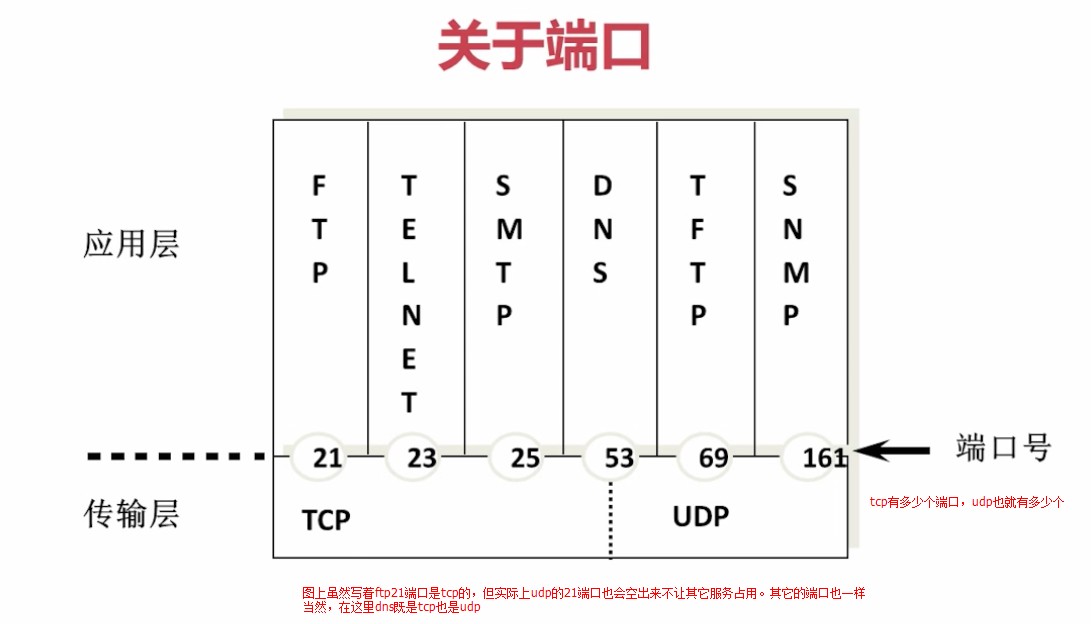 关于端口
应用层
FTP
TELNET
SMTP
DNS
TFTP
SNMP
21
23
25
53
69
161
端口号
传输层
TCP
UDP
tcp有多少个端口，udp也就有多少个
图上虽然写着ftp21端口是tcp的，但实际上udp的21端口也会空出来不让其它服务占用。其它的端口也一样
当然，在这里dns既是tcp也是udp